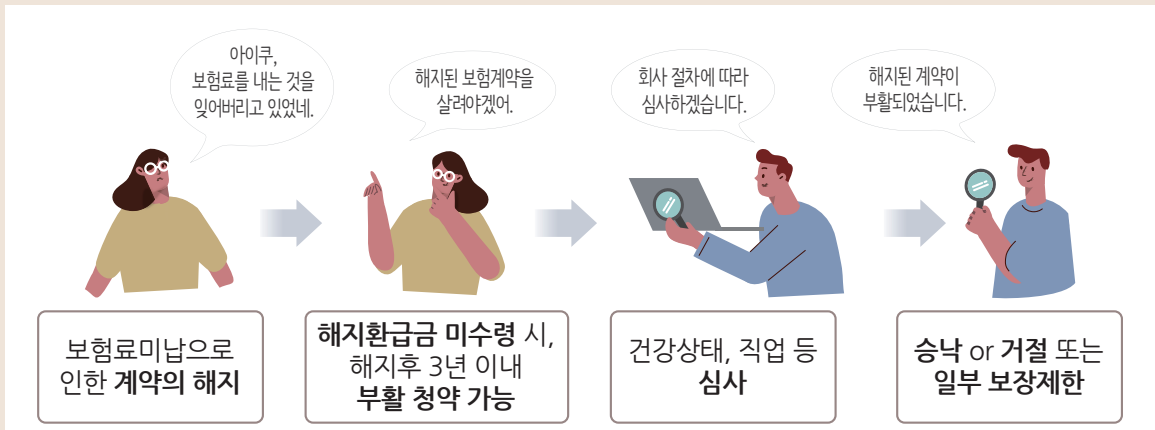 아이쿠,
보험료를 내는 것을
잊어버리고 있었네.
해지된 보험계약을
살려야겠어.
회사 절차에 따라
심사하겠습니다.
해지된 계약이
부활되었습니다.
보험료미납으로
인한 계약의 해지
해지환급금 미수령 시,
해지후 3년 이내
부활 청약 가능
건강상태, 직업 등
심사
승낙 or 거절 또는
일부 보장제한